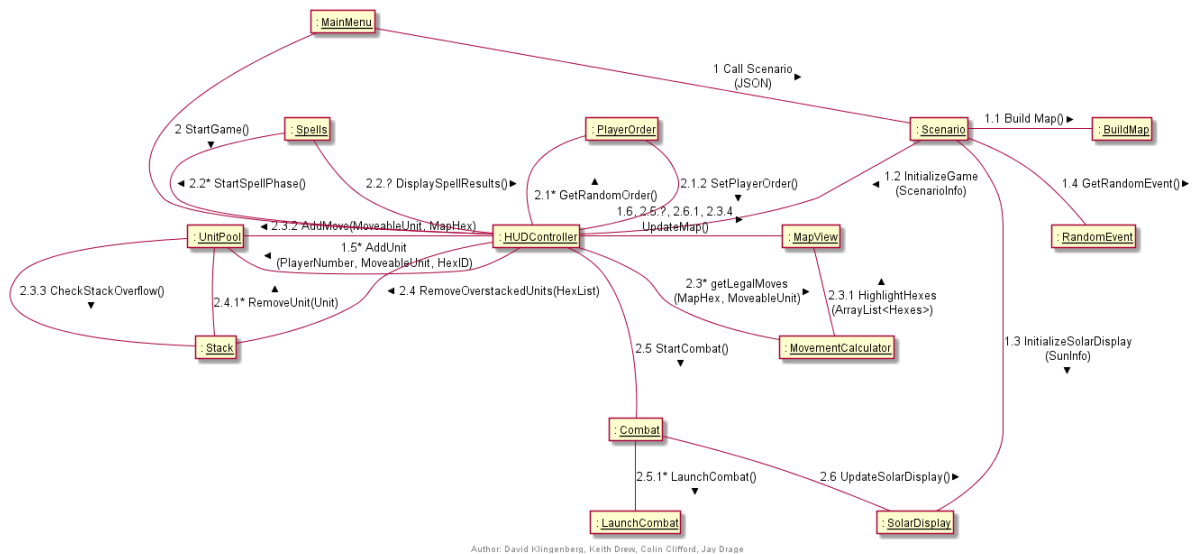 : MainMenu
1 Call Scenario
(JSON)
2 StartGame()
: Spells
: PlayerOrder
: Scenario
1.1 Build Map()
: BuildMap
2.2* StartSpellPhase()
2.2.? DisplaySpellResults()
2.1* GetRandomOrder()
2.1.2 SetPlayerOrder()
1.2 InitializeGame
(ScenarioInfo)
1.4 GetRandomEvent()
1.6, 2.5.?, 2.6.1, 2.3.4
UpdateMap()
2.3.2 AddMove(MoveableUnit, MapHex)
: UnitPool
: HUDController
: MapView
: RandomEvent
1.5* AddUnit
(PlayerNumber, MoveableUnit, HexID)
2.3.3 CheckStackOverflow()
2.4.1* RemoveUnit(Unit)
2.4 RemoveOverstackedUnits(HexList)
2.3* getLegalMoves
(MapHex, MoveableUnit)
2.3.1 HighlightHexes
(ArrayList<Hexes>)
: Stack
2.5 StartCombat()
: MovementCalculator
1.3 InitializeSolarDisplay
(SunInfo)
: Combat
2.5.1* LaunchCombat()
2.6 UpdateSolarDisplay()
: LaunchCombat
: SolarDisplay
Author: David Klingenberg, Keith Drew, Colin Clifford, Jay Drage